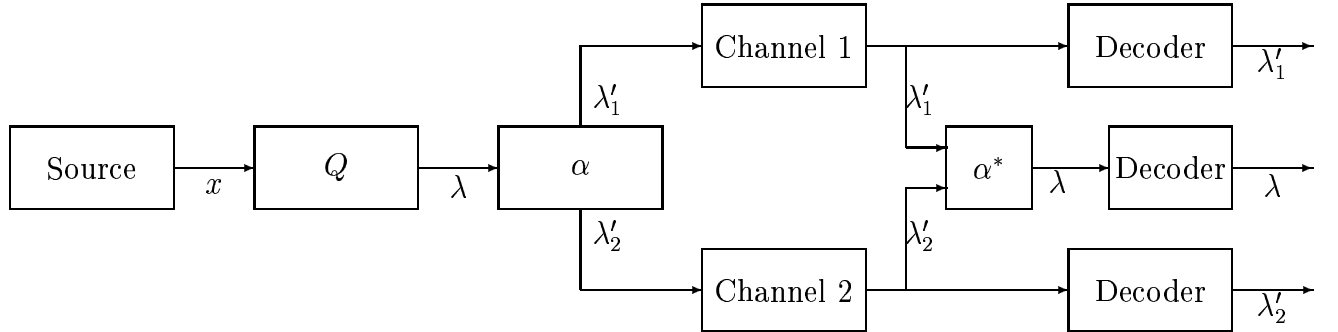 Channel 1
Decoder
λ′₁
λ′₁
λ′₁
Source
x
Q
λ
α
α*
λ
Decoder
λ
λ′₂
λ′₂
Channel 2
Decoder
λ′₂